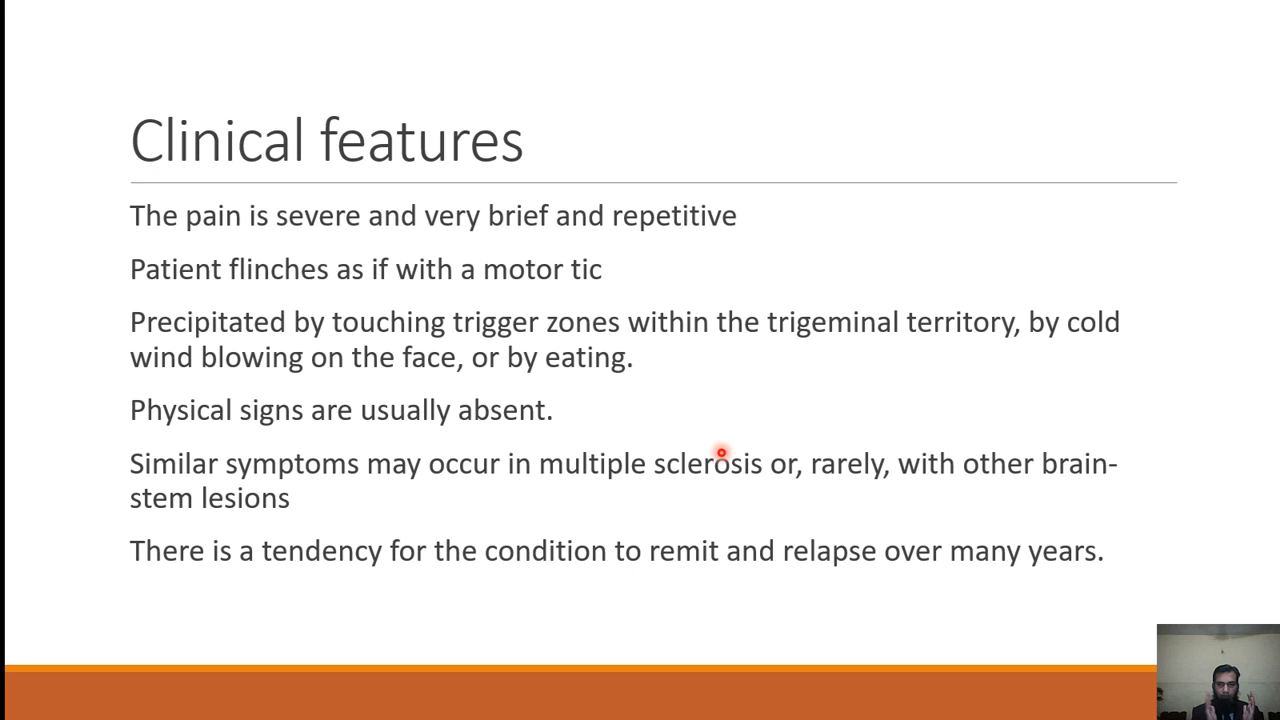 Clinical features
The pain is severe and very brief and repetitive
Patient flinches as if with a motor tic
Precipitated by touching trigger zones within the trigeminal territory, by cold
wind blowing on the face, or by eating.
Physical signs are usually absent.
Similar symptoms may occur in multiple sclerosis or, rarely, with other brain-
stem lesions
There is a tendency for the condition to remit and relapse over many years.